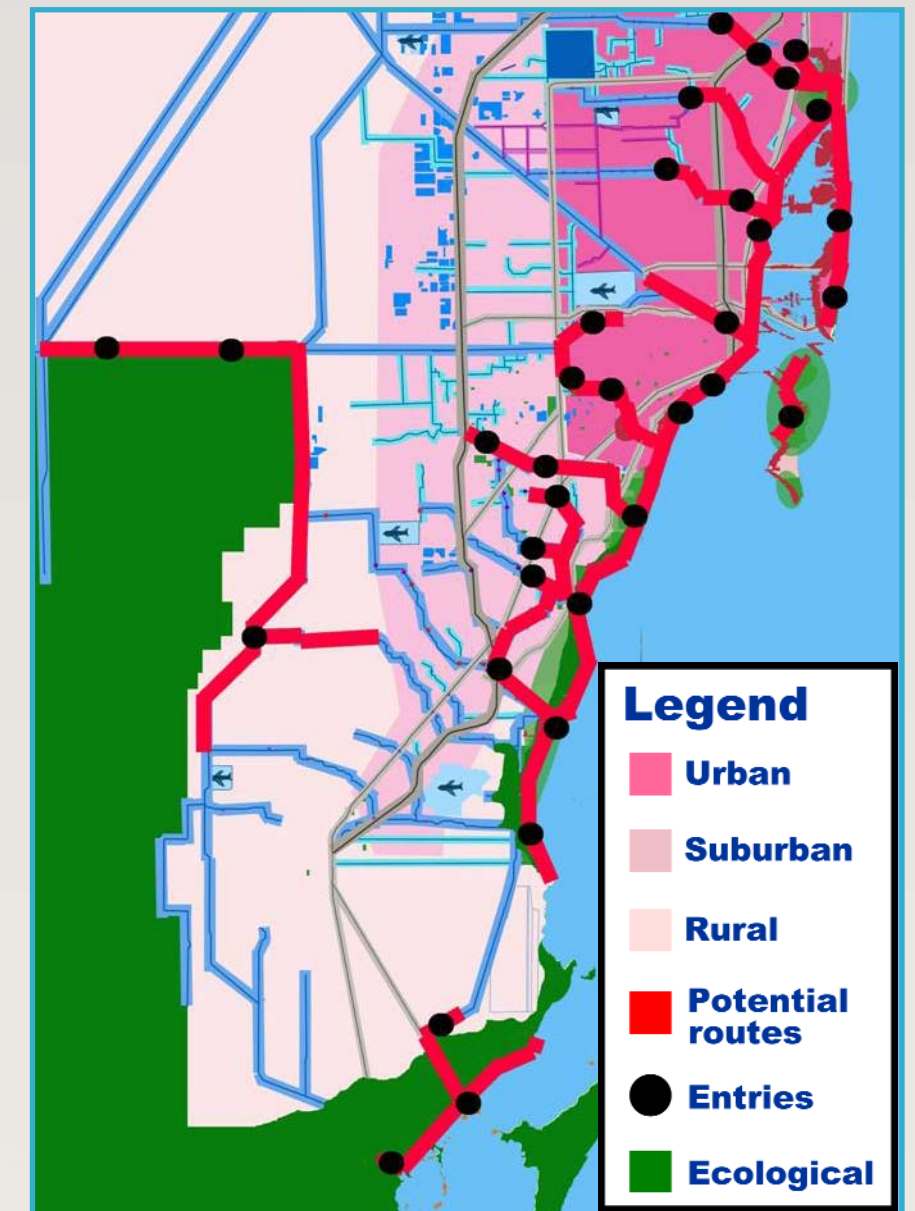 Legend
Urban
Suburban
Rural
Potential
routes
Entries
Ecological